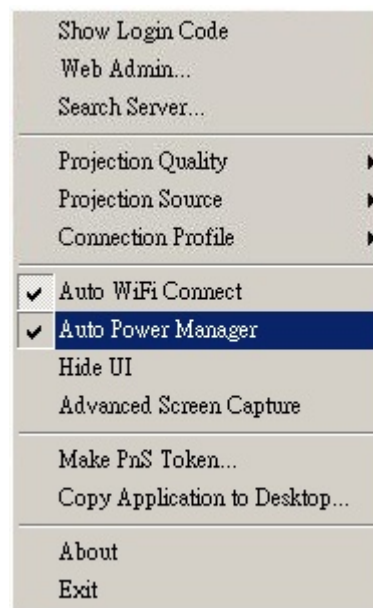 Show Login Code
Web Admin...
Search Server...
Projection Quality
Projection Source
Connection Profile
Auto WiFi Connect
Auto Power Manager
Hide UI
Advanced Screen Capture
Make PnS Token...
Copy Application to Desktop...
About
Exit